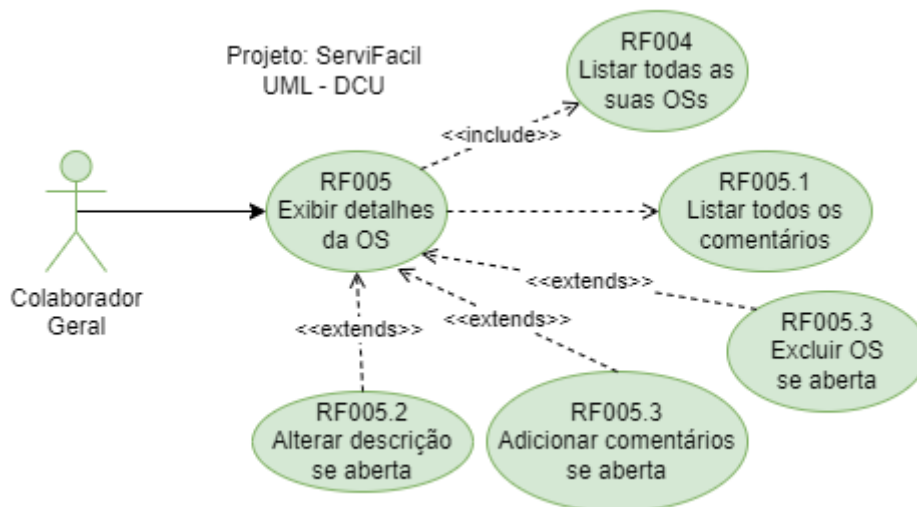 Projeto: ServiFacil
UML - DCU
RF004
Listar todas as
suas OSs
<<include>>
RF005
Exibir detalhes
da OS
RF005.1
Listar todos os
comentários
Colaborador
Geral
<<extends>>
<<extends>>
<<extends>>
RF005.3
Excluir OS
se aberta
RF005.2
Alterar descrição
se aberta
RF005.3
Adicionar comentários
se aberta